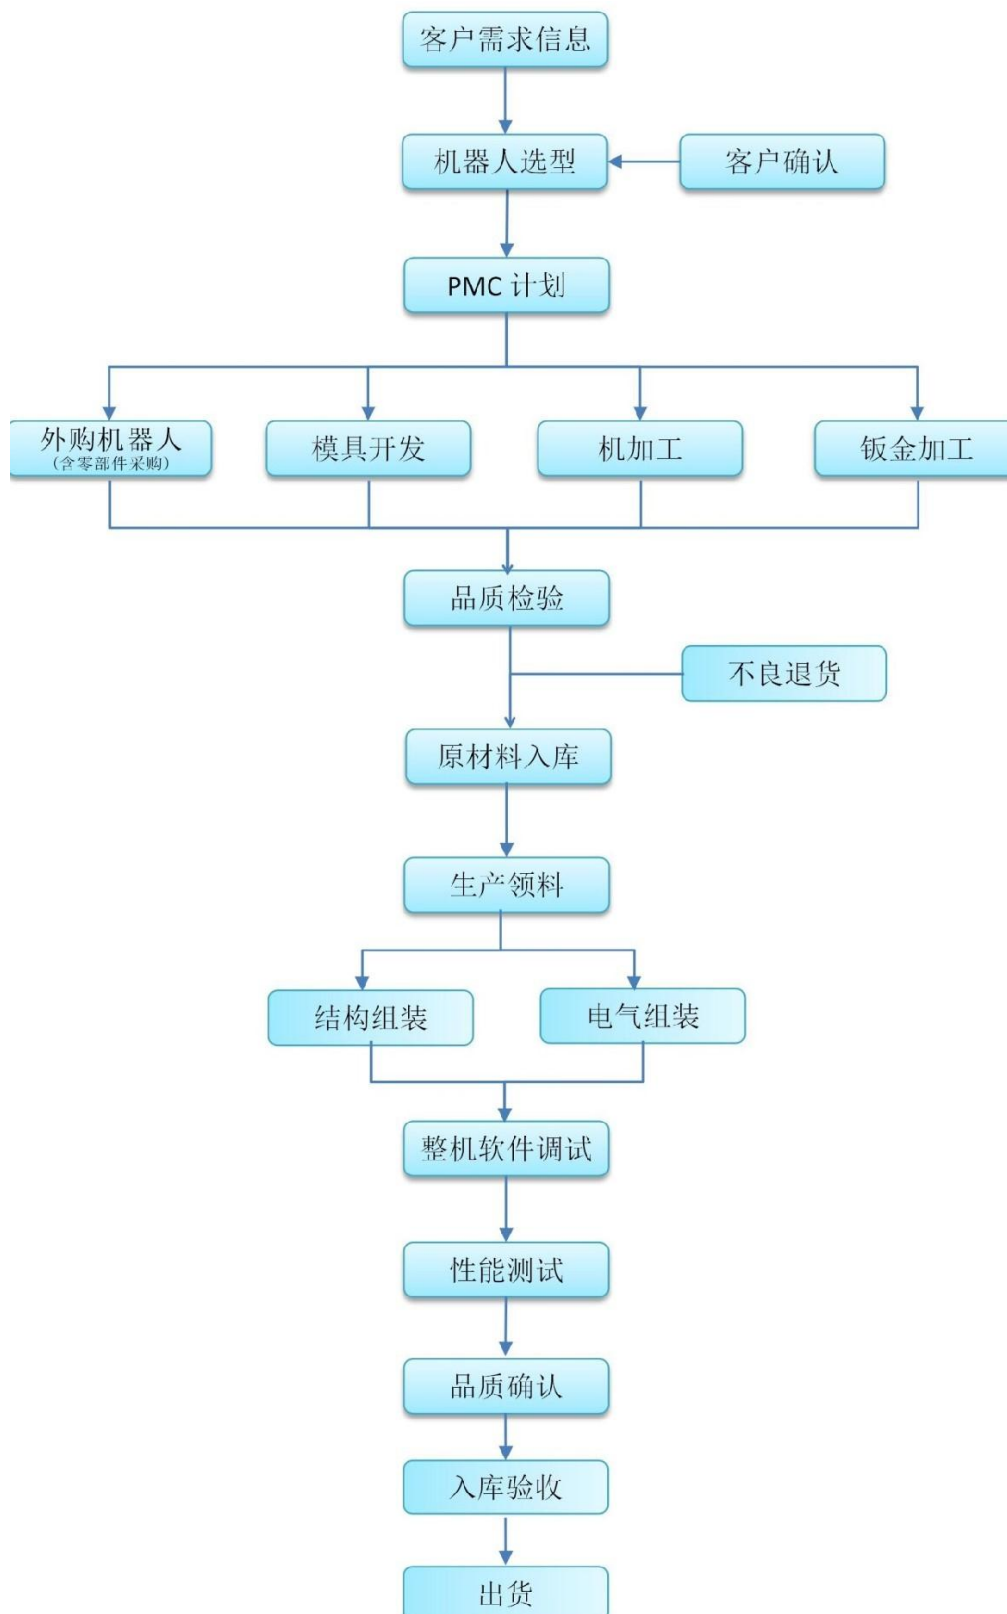 客户需求信息
机器人选型
客户确认
PMC 计划
外购机器人
(含零部件采购)
模具开发
机加工
钣金加工
品质检验
不良退货
原材料入库
生产领料
结构组装
电气组装
整机软件调试
性能测试
品质确认
入库验收
出货